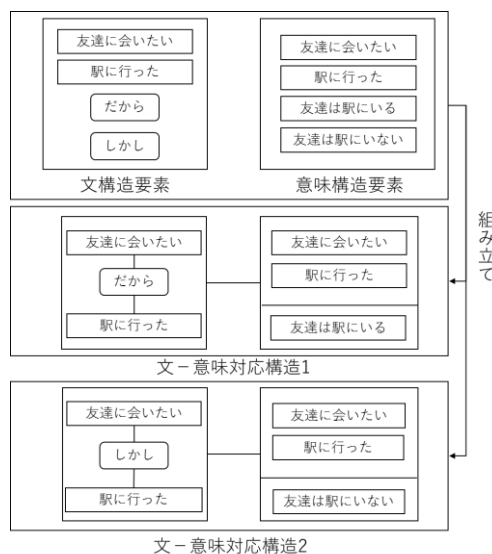 友達に会いたい
駅に行った
だから
しかし
文構造要素
友達に会いたい
駅に行った
友達は駅にいる
友達は駅にいない
意味構造要素
組み立て
友達に会いたい
だから
駅に行った
友達に会いたい
駅に行った
友達は駅にいる
文－意味対応構造1
友達に会いたい
しかし
駅に行った
友達に会いたい
駅に行った
友達は駅にいない
文－意味対応構造2